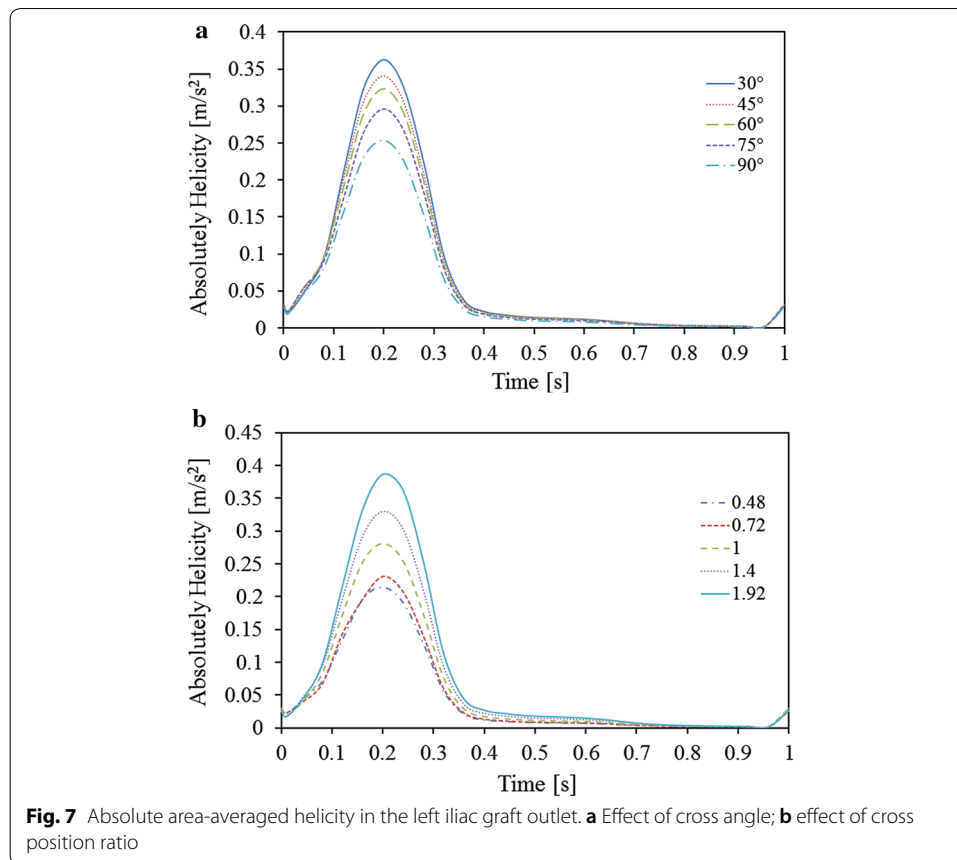 a
0.4
0.35
0.3
0.25
0.2
0.15
0.1
0.05
0
Absolutely Helicity [m/s²]
30°
45°
60°
75°
90°
0 0.1 0.2 0.3 0.4 0.5 0.6 0.7 0.8 0.9 1
Time [s]
b
0.45
0.4
0.35
0.3
0.25
0.2
0.15
0.1
0.05
0
Absolutely Helicity [m/s²]
0.48
0.72
1
1.4
1.92
0 0.1 0.2 0.3 0.4 0.5 0.6 0.7 0.8 0.9 1
Time [s]
Fig. 7 Absolute area-averaged helicity in the left iliac graft outlet. a Effect of cross angle; b effect of cross
position ratio